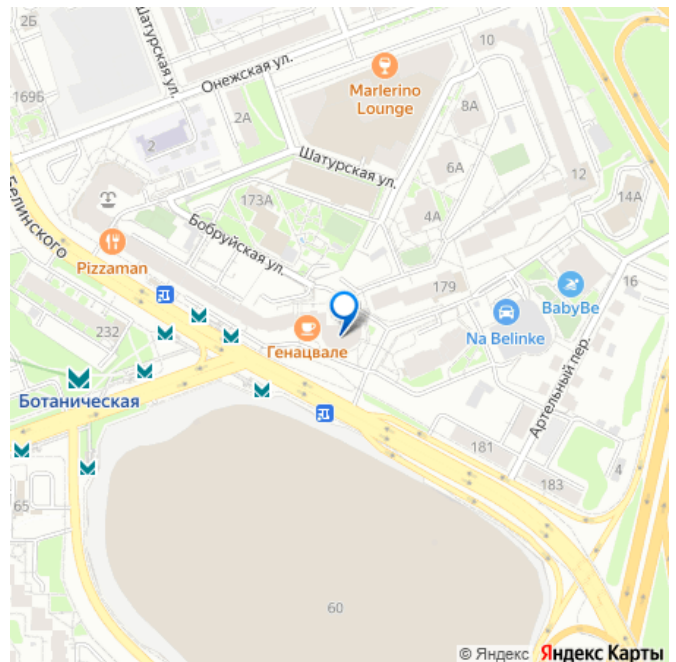 2Б
Шатурская ул.
Онежская ул.
10
Marlerino
Lounge
169Б
2А
8А
2
Шатурская ул.
6А
12
173А
14А
Белинского
4А
Бобруйская ул.
Pizzaman
179
16
BabyBe
232
Генацвале
Na Belinke
Ботаническая
Артельный пер.
181
4
183
65
60
© Яндекс Яндекс Карты